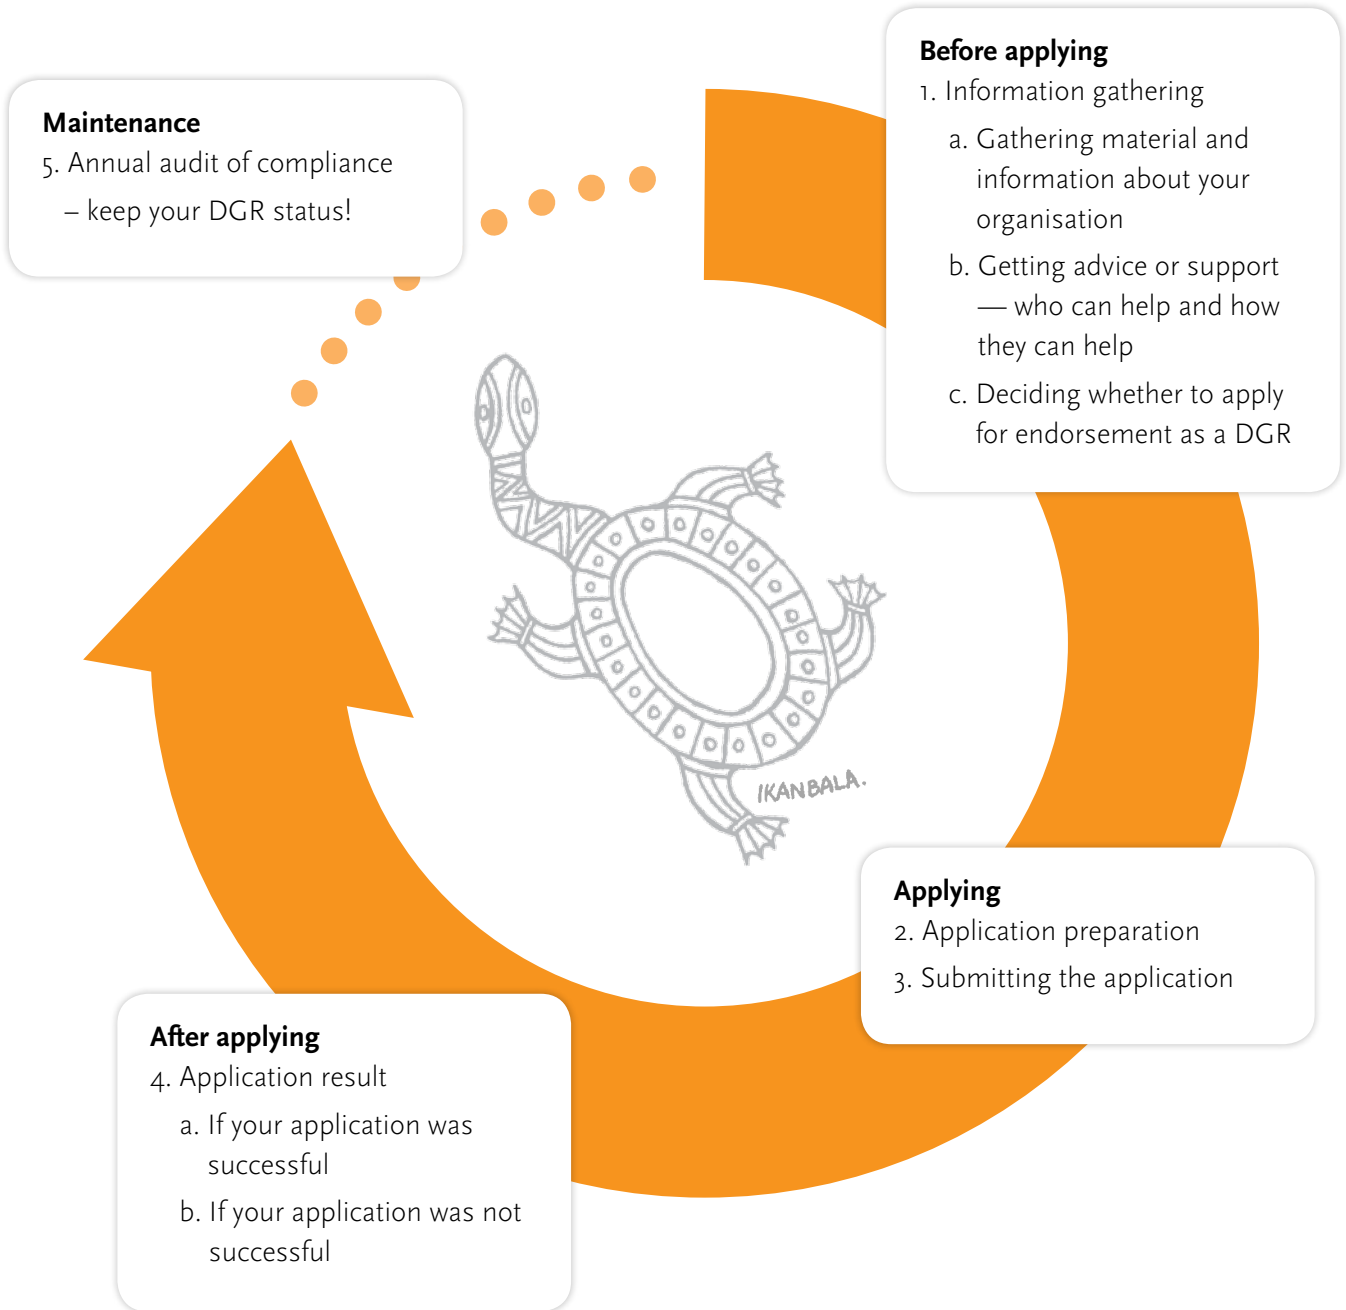 Before applying
1. Information gathering
a. Gathering material and
information about your
organisation
b. Getting advice or support
— who can help and how
they can help
c. Deciding whether to apply
for endorsement as a DGR
Applying
2. Application preparation
3. Submitting the application
After applying
4. Application result
a. If your application was
successful
b. If your application was not
successful
Maintenance
5. Annual audit of compliance
– keep your DGR status!
IKANBALA.